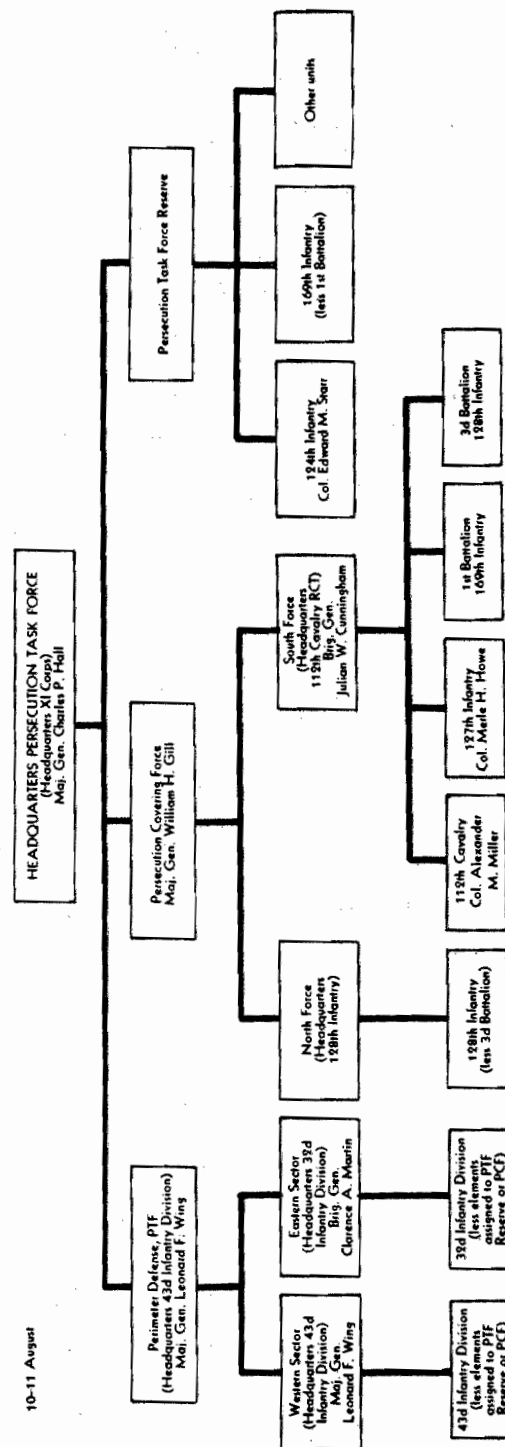 10-11 August
HEADQUARTERS PERSECUTION TASK FORCE
(Headquarters XI Corps)
Maj. Gen. Charles P. Hall
Perimeter Defense, PTF
(Headquarters 43d Infantry Division)
Maj. Gen. Leonard F. Wing
Persecution Covering Force
Maj. Gen. William H. Gill
Persecution Task Force Reserve
Western Sector
(Headquarters 43d
Infantry Division)
Maj. Gen.
Leonard F. Wing
Eastern Sector
(Headquarters 32d
Infantry Division)
Brig. Gen.
Clarence A. Martin
North Force
(Headquarters
128th Infantry)
South Force
(Headquarters
112th Cavalry RCT)
Brig. Gen.
Julian W. Cunningham
124th Infantry
Col. Edward M. Starr
169th Infantry
(less 1st Battalion)
Other units
43d Infantry Division
(less elements
assigned to PTF
Reserve or PCF)
32d Infantry Division
(less elements
assigned to PTF
Reserve or PCF)
128th Infantry
(less 3d Battalion)
112th Cavalry
Col. Alexander
M. Miller
127th Infantry
Col. Merle H. Howe
1st Battalion
169th Infantry
3d Battalion
128th Infantry